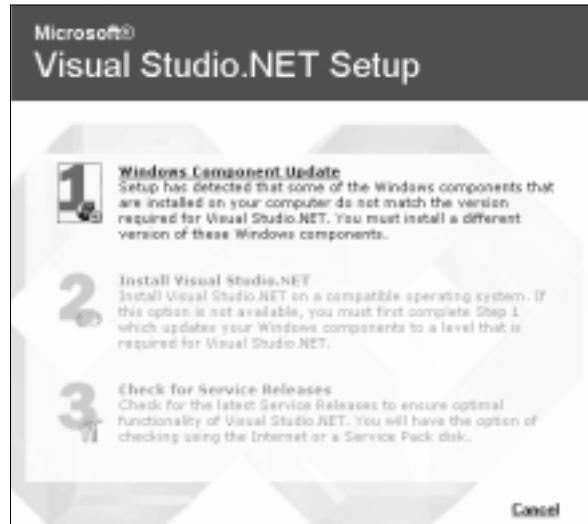 Microsoft®
Visual Studio.NET Setup
1
Windows Component Update
Setup has detected that some of the Windows components that
are installed on your computer do not match the version
required for Visual Studio.NET. You must install a different
version of these Windows components.
2
Install Visual Studio.NET
Install Visual Studio.NET on a compatible operating system. If
this option is not available, you must first complete Step 1
which updates your Windows components to a level that is
required for Visual Studio.NET.
3
Check for Service Releases
Check for the latest Service Releases to ensure optimal
functionality of Visual Studio.NET. You will have the option of
checking using the Internet or a Service Pack disk.
Cancel